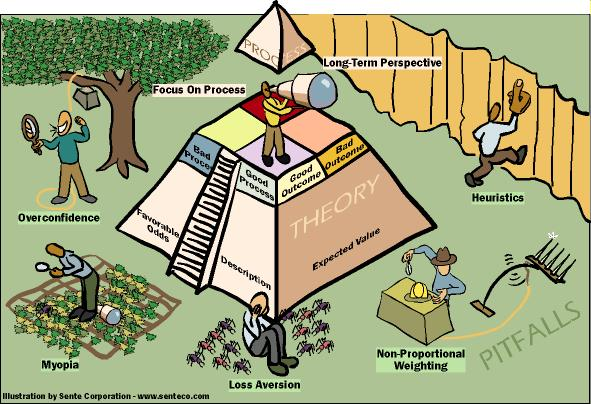 PROCESS
Long-Term Perspective
Focus On Process
Bad
Proce
Good
Process
Good
Outcome
Bad
Outcome
THEORY
Favorable
Odds
Description
Expected Value
Overconfidence
Heuristics
Myopia
Loss Aversion
Non-Proportional
Weighting
PITFALLS
Illustration by Sente Corporation - www.senteco.com